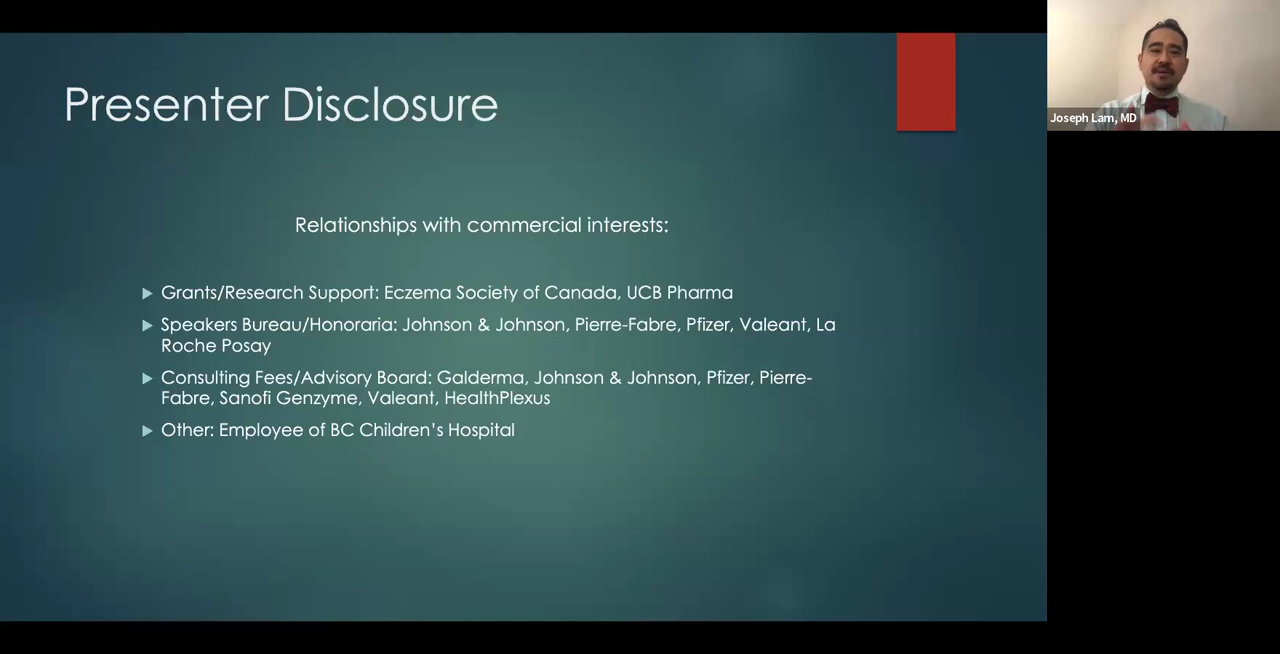 Presenter Disclosure
Relationships with commercial interests:
Grants/Research Support: Eczema Society of Canada, UCB Pharma
Speakers Bureau/Honoraria: Johnson & Johnson, Pierre-Fabre, Pfizer, Valeant, La
Roche Posay
Consulting Fees/Advisory Board: Galderma, Johnson & Johnson, Pfizer, Pierre-
Fabre, Sanofi Genzyme, Valeant, HealthPlexus
Other: Employee of BC Children’s Hospital
Joseph Lam, MD